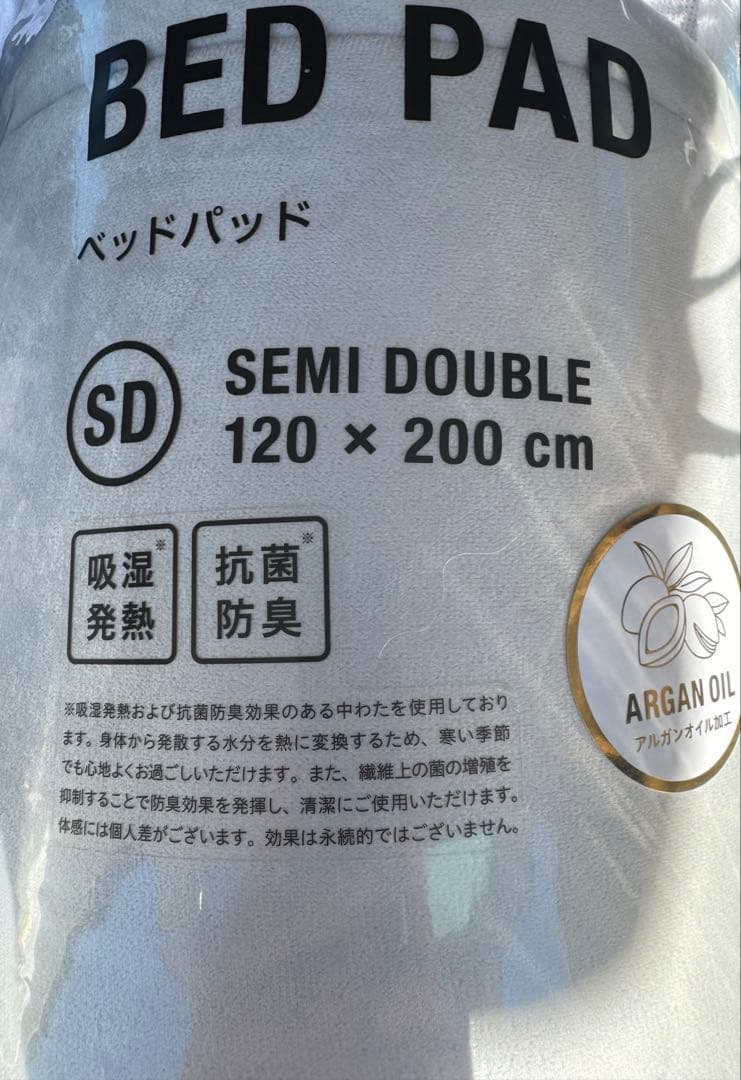 BED PAD
ベッドパッド
SD
SEMI DOUBLE
120 × 200 cm
吸湿※
発熱
抗菌※
防臭
※吸湿発熱および抗菌防臭効果のある中わたを使用しており
ます。身体から発散する水分を熱に変換するため、寒い季節
でも心地よくお過ごしいただけます。また、繊維上の菌の増殖を
抑制することで防臭効果を発揮し、清潔にご使用いただけます。
体感には個人差がございます。効果は永続的ではございません。
ARGAN OIL
アルガンオイル加工